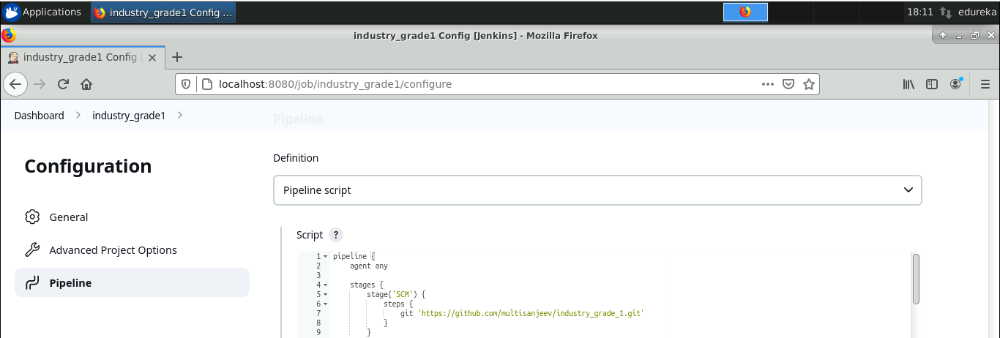 Applications industry_grade1 Config ... 18:11 edureka
industry_grade1 Config [Jenkins] - Mozilla Firefox
industry_grade1 Config
localhost:8080/job/industry_grade1/configure
Dashboard industry_grade1 Pipeline
Configuration
Definition
Pipeline script
General
Script ?
Advanced Project Options
Pipeline
1 pipeline {
2 agent any
3
4 stages {
5 stage('SCM') {
6 steps {
7 git 'https://github.com/multisanjeev/industry_grade_1.git'
8 }
9 }